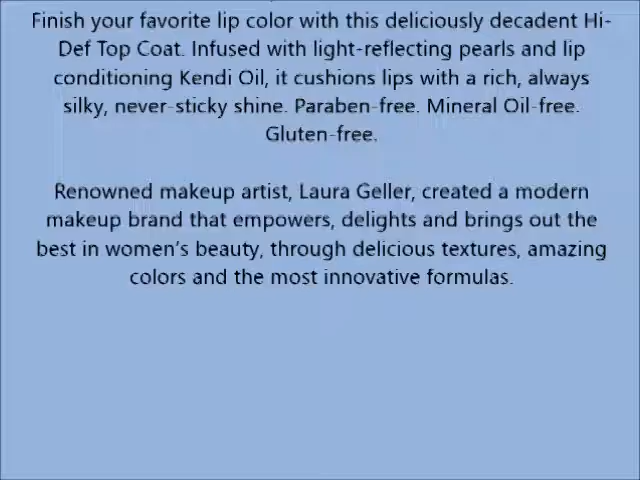 Finish your favorite lip color with this deliciously decadent Hi-
Def Top Coat. Infused with light-reflecting pearls and lip
conditioning Kendi Oil, it cushions lips with a rich, always
silky, never-sticky shine. Paraben-free. Mineral Oil-free.
Gluten-free.
Renowned makeup artist, Laura Geller, created a modern
makeup brand that empowers, delights and brings out the
best in women's beauty, through delicious textures, amazing
colors and the most innovative formulas.